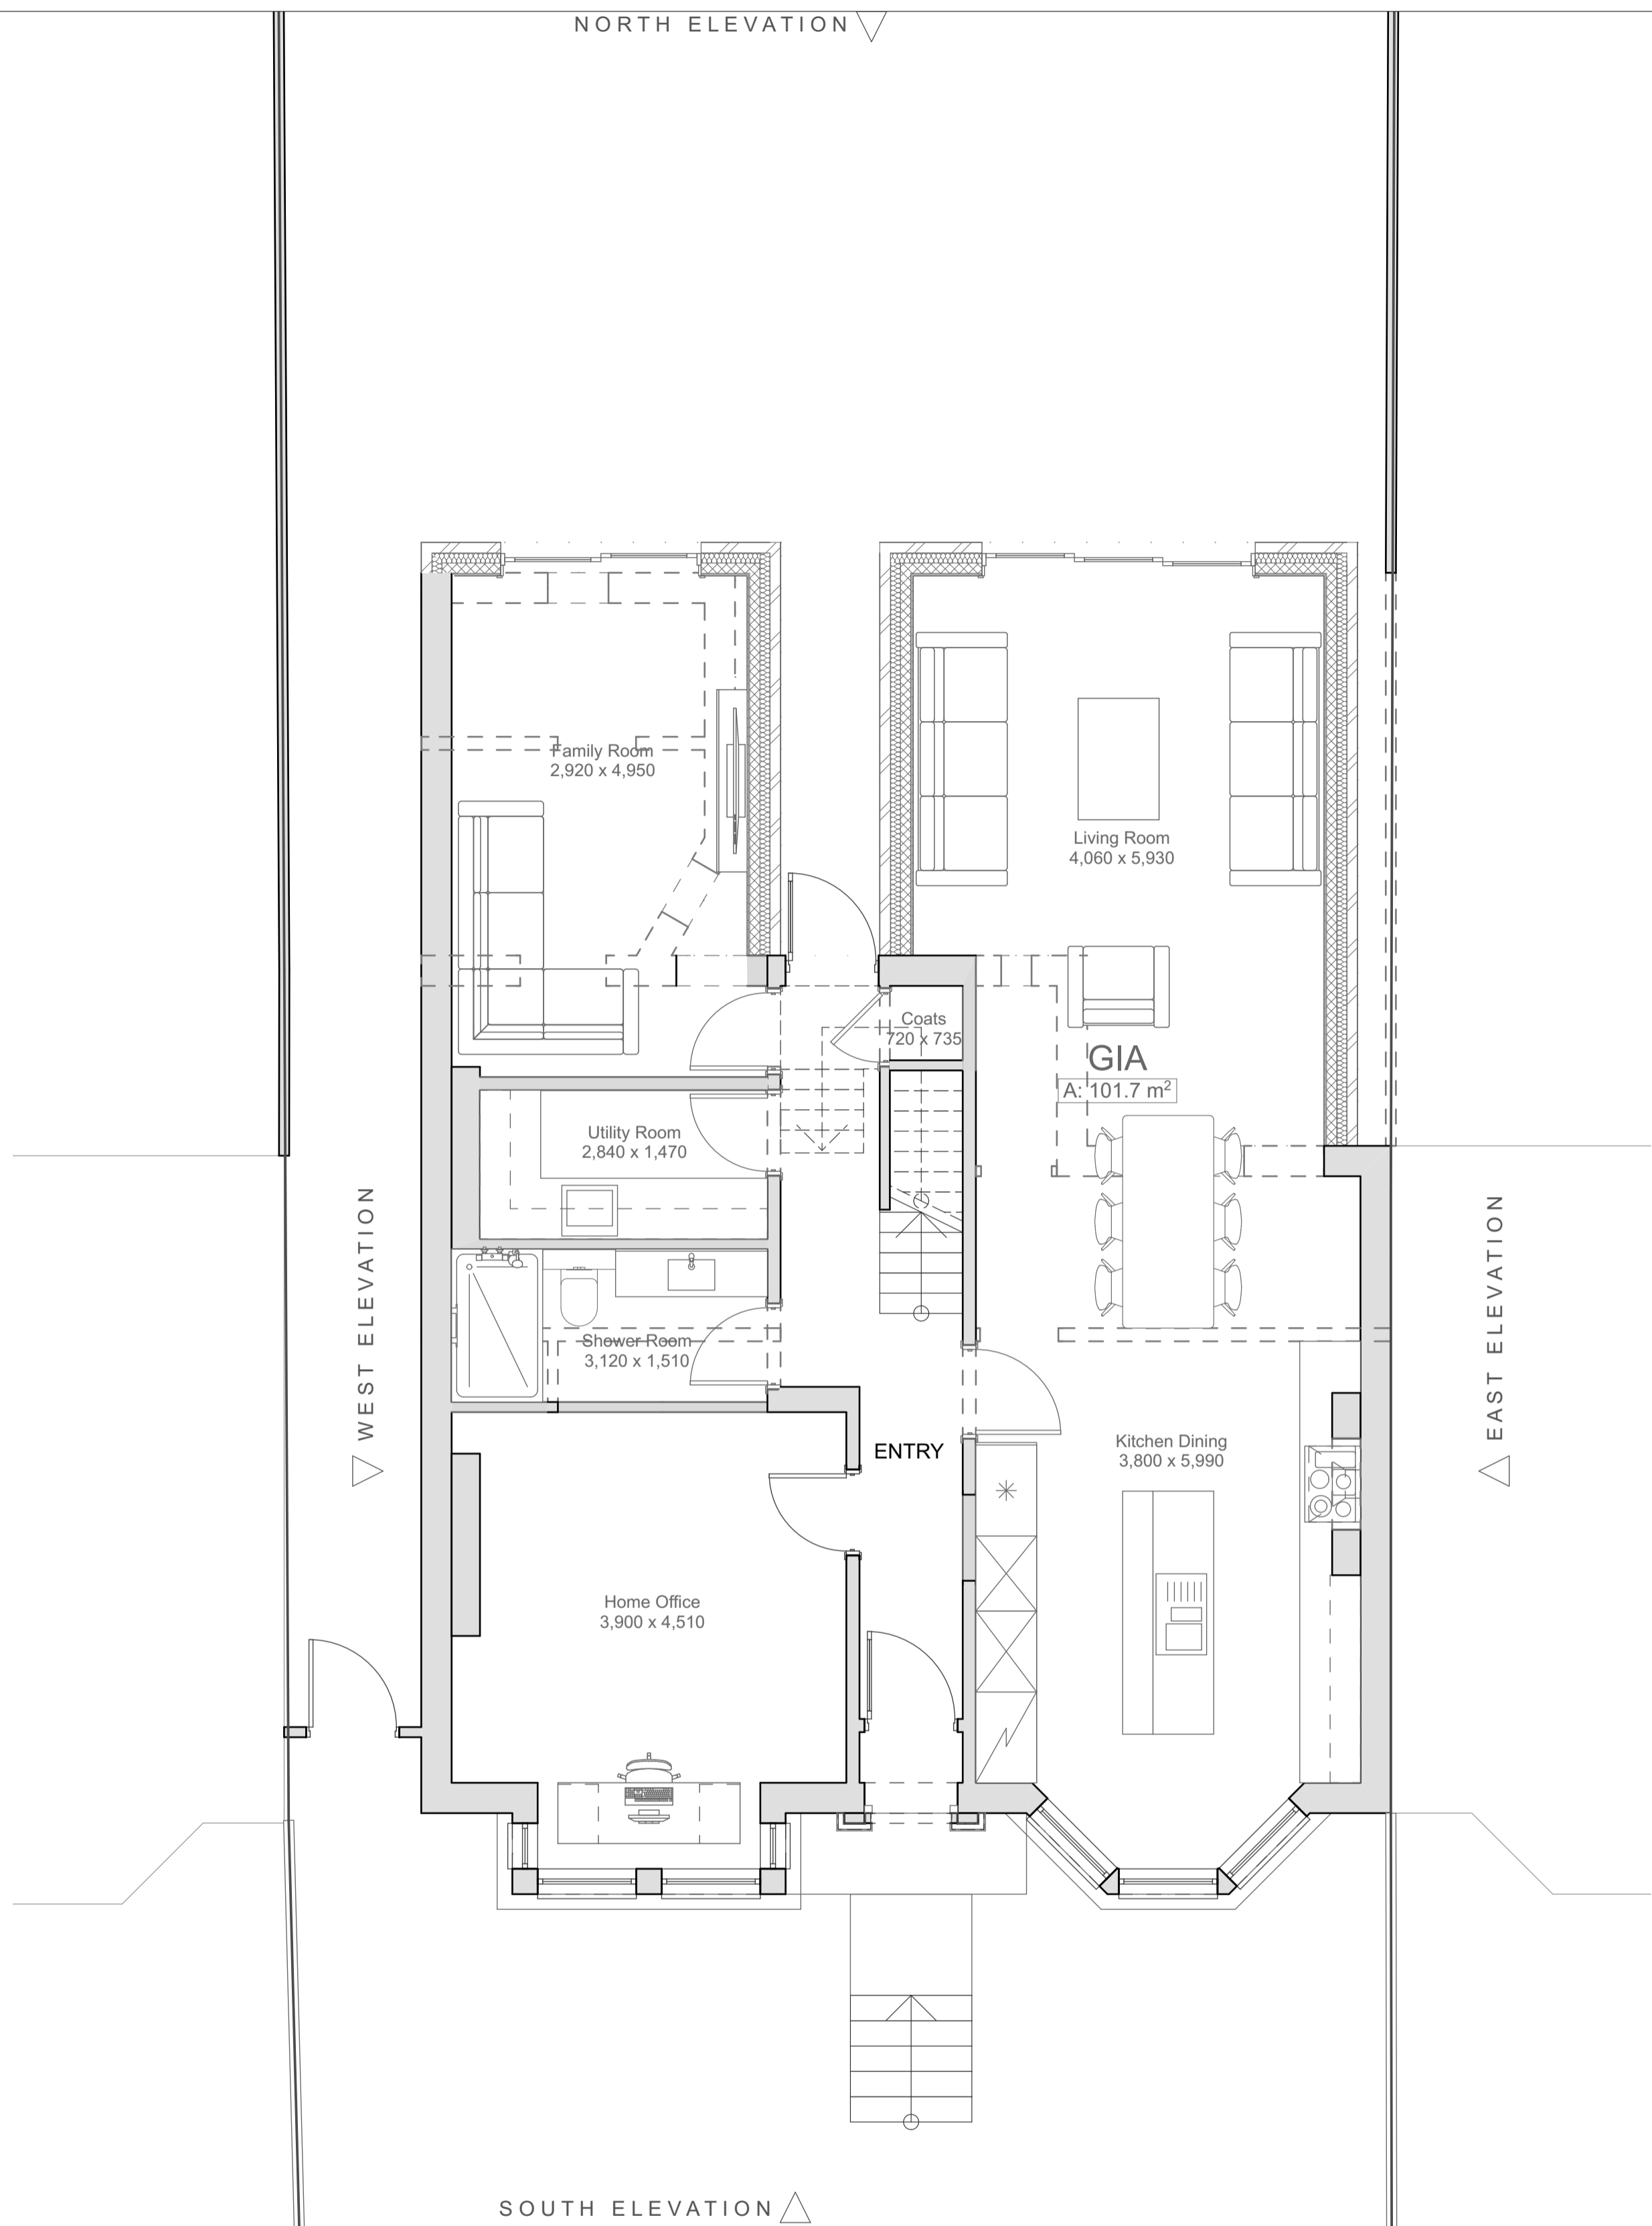 NORTH ELEVATION
Family Room
2,920 x 4,950
Living Room
4,060 x 5,930
Coats
720 x 735
GIA
A: 101.7 m²
Utility Room
2,840 x 1,470
WEST ELEVATION
EAST ELEVATION
Shower Room
3,120 x 1,510
ENTRY
Kitchen Dining
3,800 x 5,990
Home Office
3,900 x 4,510
SOUTH ELEVATION